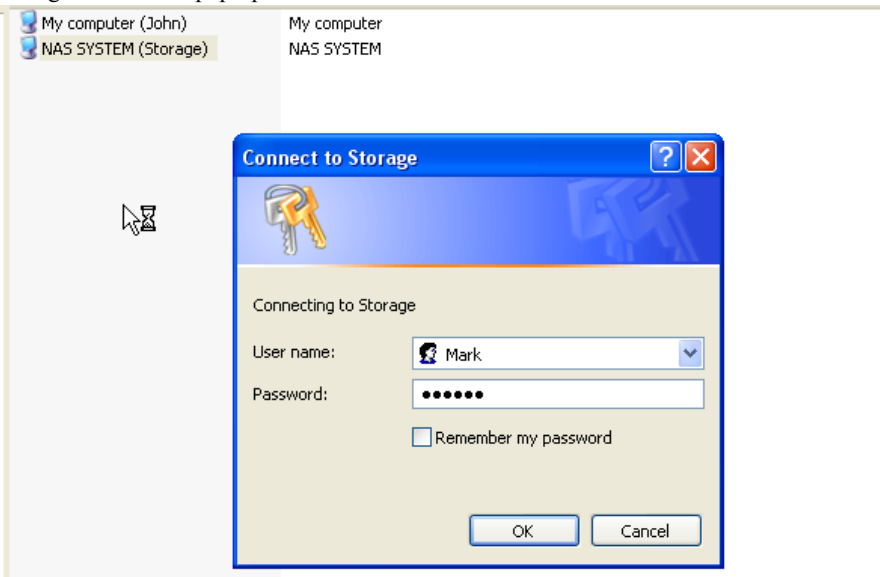 My computer (John) My computer
NAS SYSTEM (Storage) NAS SYSTEM
Connect to Storage
Connecting to Storage
User name: Mark
Password: ●●●●●●
Remember my password
OK Cancel